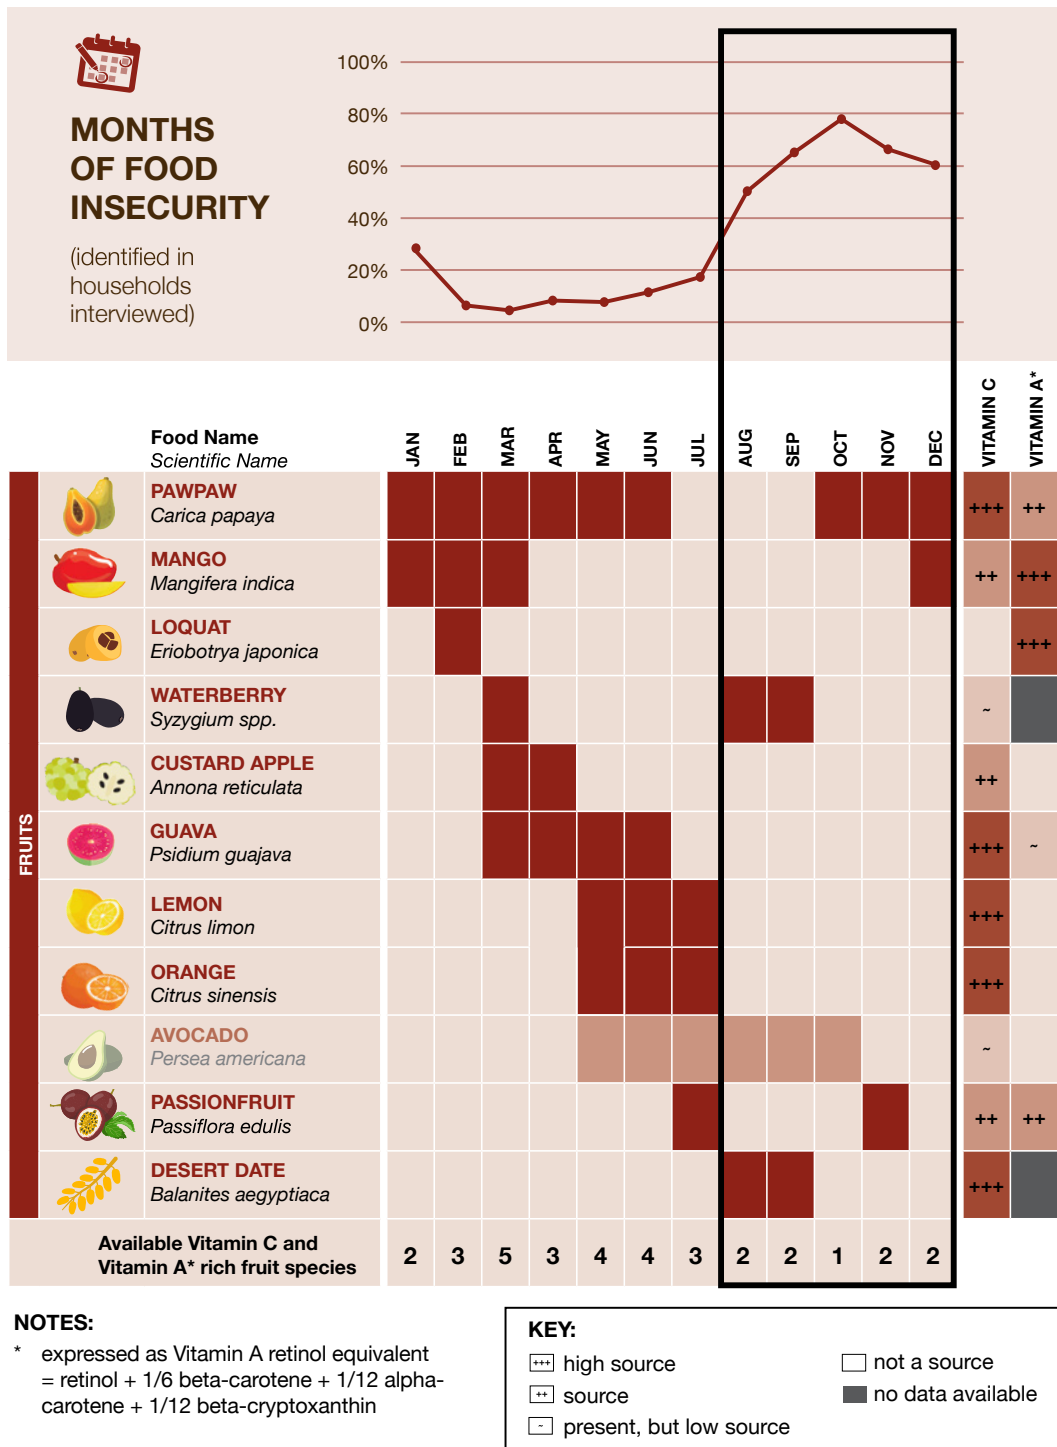 MONTHS
OF FOOD
INSECURITY
(identified in
households
interviewed)
100%
80%
60%
40%
20%
0%
Food Name
Scientific Name
JAN FEB MAR APR MAY JUN JUL AUG SEP OCT NOV DEC VITAMIN C VITAMIN A*
FRUITS
PAWPAW
Carica papaya
+++ ++
MANGO
Mangifera indica
++ +++
LOQUAT
Eriobotrya japonica
+++
WATERBERRY
Syzygium spp.
~
CUSTARD APPLE
Annona reticulata
++
GUAVA
Psidium guajava
+++ ~
LEMON
Citrus limon
+++
ORANGE
Citrus sinensis
+++
AVOCADO
Persea americana
~
PASSIONFRUIT
Passiflora edulis
++ ++
DESERT DATE
Balanites aegyptiaca
+++
Available Vitamin C and
Vitamin A* rich fruit species
2 3 5 3 4 4 3 2 2 1 2 2
NOTES:
* expressed as Vitamin A retinol equivalent
= retinol + 1/6 beta-carotene + 1/12 alpha-
carotene + 1/12 beta-cryptoxanthin
KEY:
+++ high source
++ source
~ present, but low source
not a source
no data available